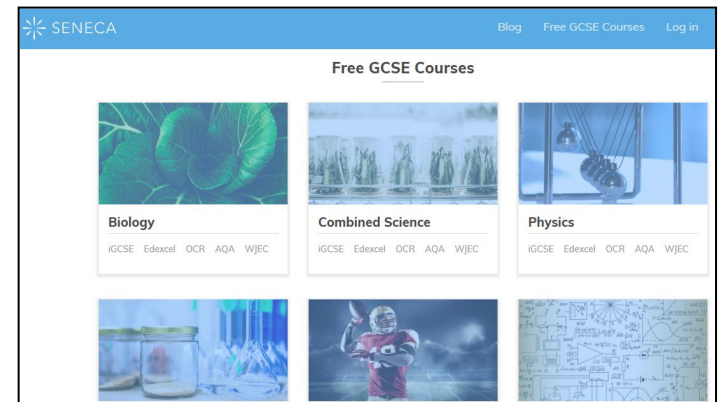 SENECA
Blog Free GCSE Courses Log in
Free GCSE Courses
Biology
iGCSE Edexcel OCR AQA WJEC
Combined Science
iGCSE Edexcel OCR AQA WJEC
Physics
iGCSE Edexcel OCR AQA WJEC